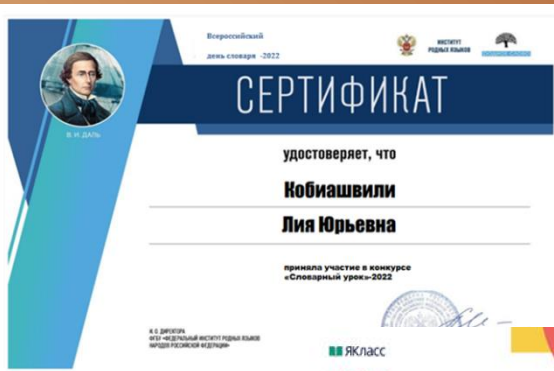 Всероссийский
день словаря -2022
ИНСТИТУТ
РОДНЫХ ЯЗЫКОВ
СЕРТИФИКАТ
В. И. ДАЛЬ
удостоверяет, что
Кобиашвили
Лия Юрьевна
приняла участие в конкурсе
«Словарный урок»-2022
И. О. ДИРЕКТОРА
ФГБУ «ФЕДЕРАЛЬНЫЙ ИНСТИТУТ РОДНЫХ ЯЗЫКОВ
НАРОДОВ РОССИЙСКОЙ ФЕДЕРАЦИИ»
ЯКласс